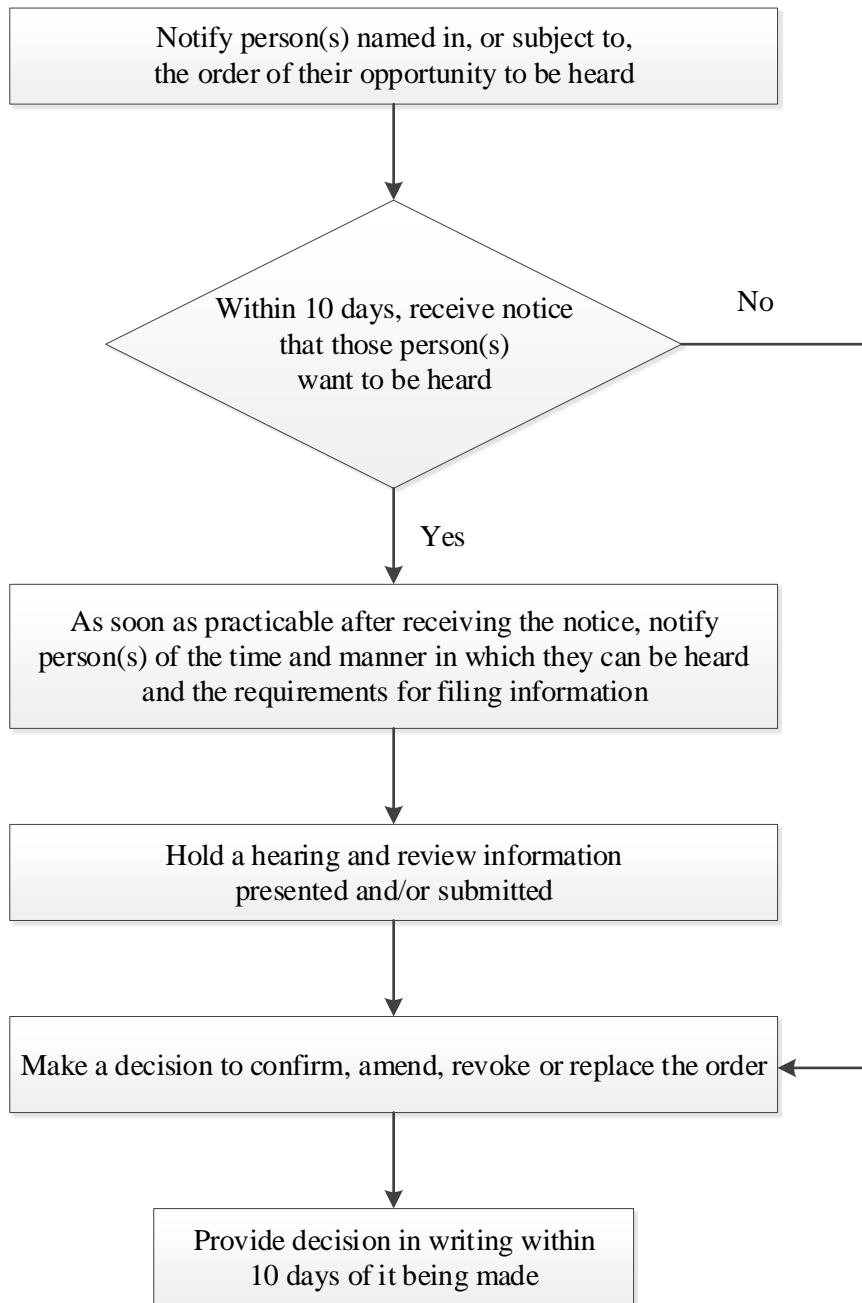 Notify person(s) named in, or subject to,
the order of their opportunity to be heard
Within 10 days, receive notice
that those person(s)
want to be heard
No
Yes
As soon as practicable after receiving the notice, notify
person(s) of the time and manner in which they can be heard
and the requirements for filing information
Hold a hearing and review information
presented and/or submitted
Make a decision to confirm, amend, revoke or replace the order
Provide decision in writing within
10 days of it being made